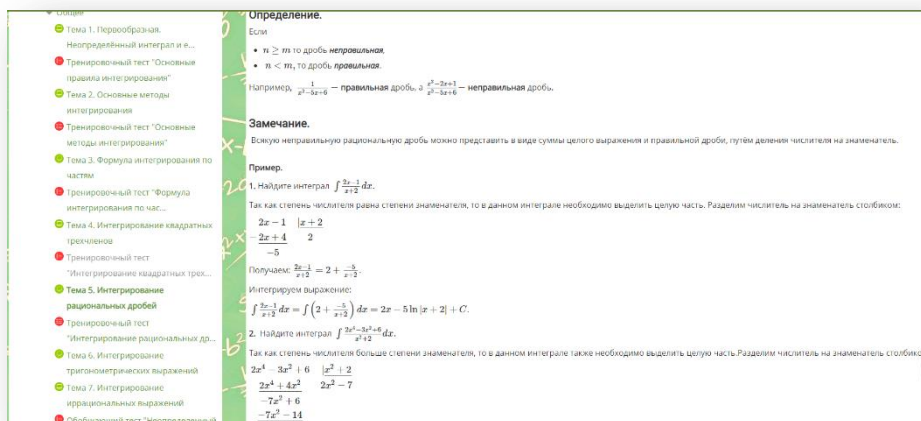 Общее
Тема 1. Первообразная.
Неопределённый интеграл и е...
Тренировочный тест "Основные
правила интегрирования"
Тема 2. Основные методы
интегрирования
Тренировочный тест "Основные
методы интегрирования"
Тема 3. Формула интегрирования по
частям
Тренировочный тест "Формула
интегрирования по час...
Тема 4. Интегрирование квадратных
трехчленов
Тренировочный тест
"Интегрирование квадратных трех...
Тема 5. Интегрирование
рациональных дробей
Тренировочный тест
"Интегрирование рациональных др...
Тема 6. Интегрирование
тригонометрических выражений
Тема 7. Интегрирование
иррациональных выражений
Обобщающий тест "Неопределенный
Определение.
Если
• n ≥ m то дробь неправильная,
• n < m, то дробь правильная.
Например, 1/(x²−5x+6) — правильная дробь, а — неправильная дробь.
Замечание.
Всякую неправильную рациональную дробь можно представить в виде суммы целого выражения и правильной дроби, путём деления числителя на знаменатель.
Пример.
1. Найдите интеграл ∫ (2x−1)/(x+2) dx.
Так как степень числителя равна степени знаменателя, то в данном интеграле необходимо выделить целую часть. Разделим числитель на знаменатель столбиком:
2x − 1 |x + 2
− 2x + 4 2
−5
Получаем: (2x−1)/(x+2) = 2 + −5/(x+2).
Интегрируем выражение:
∫ (2x−1)/(x+2) dx = ∫ (2 + −5/(x+2)) dx = 2x − 5 ln |x + 2| + C.
2. Найдите интеграл ∫ (2x⁴−3x²+6)/(x²+2) dx.
Так как степень числителя больше степени знаменателя, то в данном интеграле также необходимо выделить целую часть.Разделим числитель на знаменатель столбико
2x⁴ − 3x² + 6 |x² + 2
2x⁴ + 4x² 2x² − 7
−7x² + 6
−7x² − 14